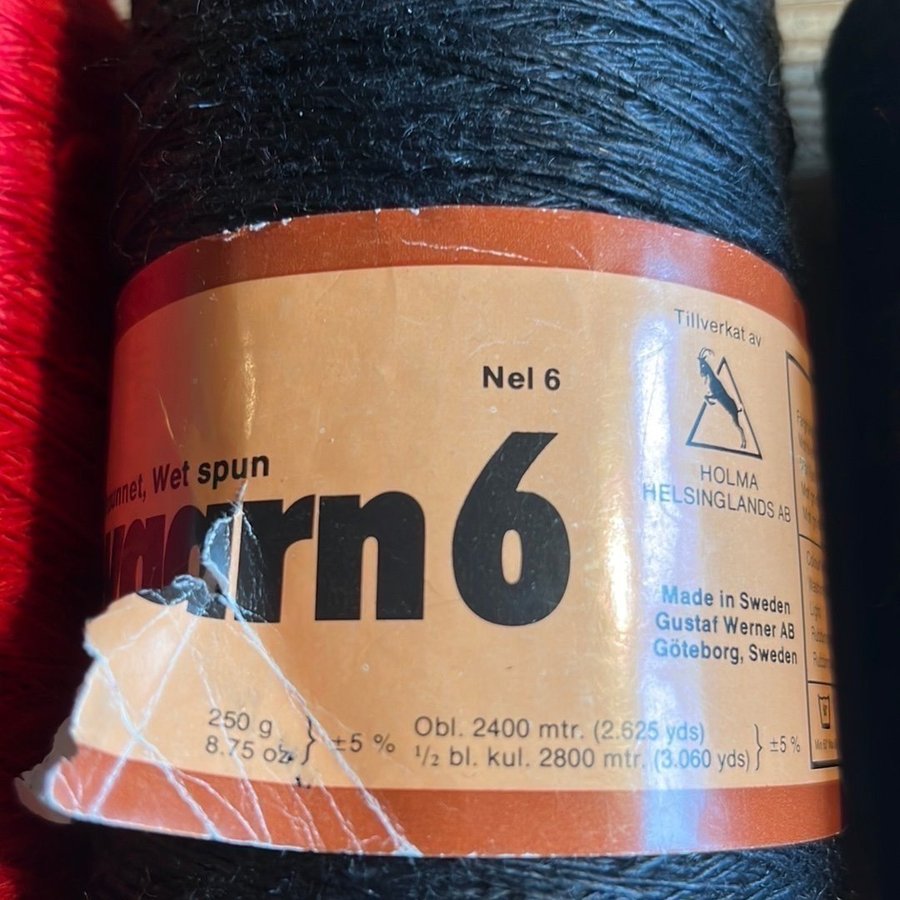 Tillverkat av
HOLMA
HELSINGLANDS AB
Nel 6
Wet spun
garn 6
Made in Sweden
Gustaf Werner AB
Göteborg, Sweden
250 g
8.75 oz
±5 %
Obl. 2400 mtr. (2.625 yds)
1/2 bl. kul. 2800 mtr. (3.060 yds)
±5 %